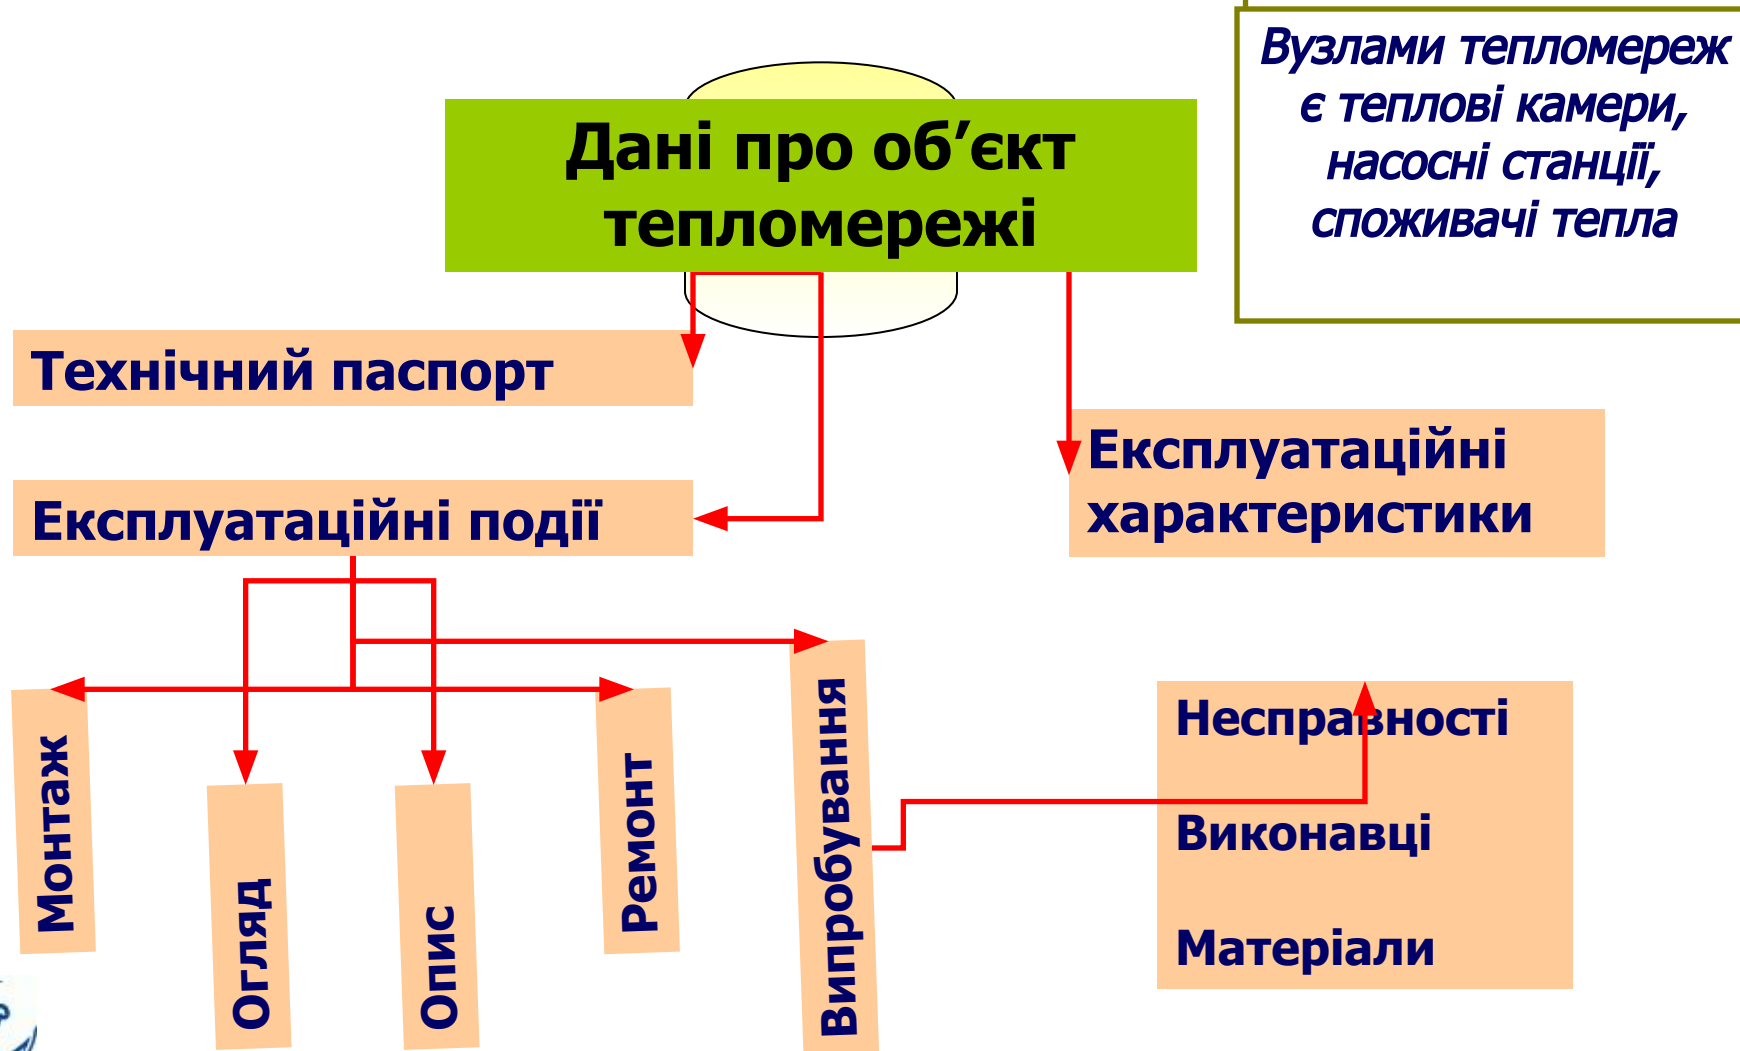 Вузлами тепломереж
є теплові камери,
насосні станції,
споживачі тепла
Дані про об’єкт
тепломережі
Технічний паспорт
Експлуатаційні
характеристики
Експлуатаційні події
Монтаж
Огляд
Опис
Ремонт
Випробування
Несправності
Виконавці
Матеріали